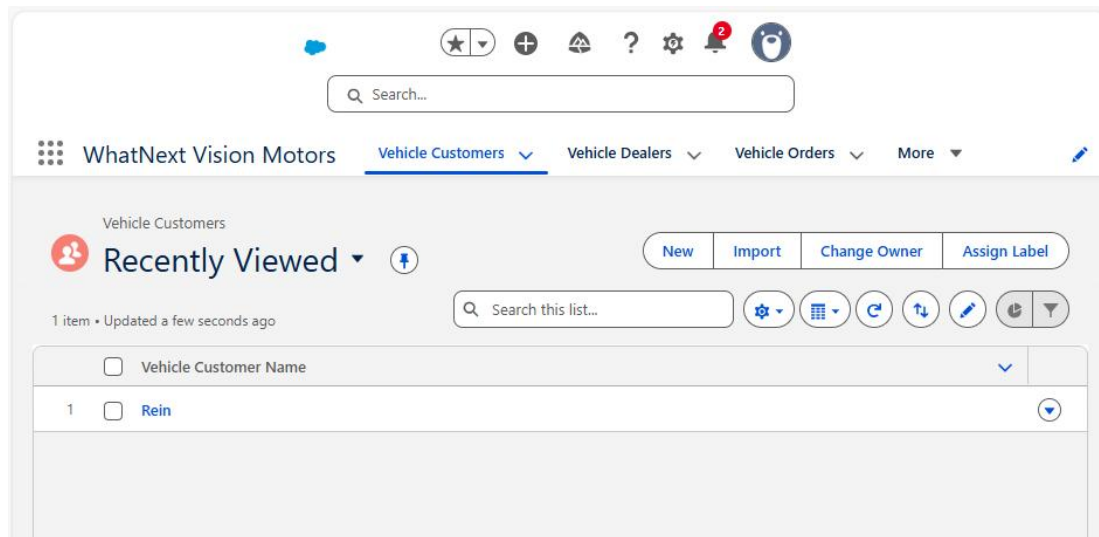 2
Search...
WhatNext Vision Motors Vehicle Customers Vehicle Dealers Vehicle Orders More
Vehicle Customers
Recently Viewed
New Import Change Owner Assign Label
1 item • Updated a few seconds ago
Search this list...
Vehicle Customer Name
1 Rein